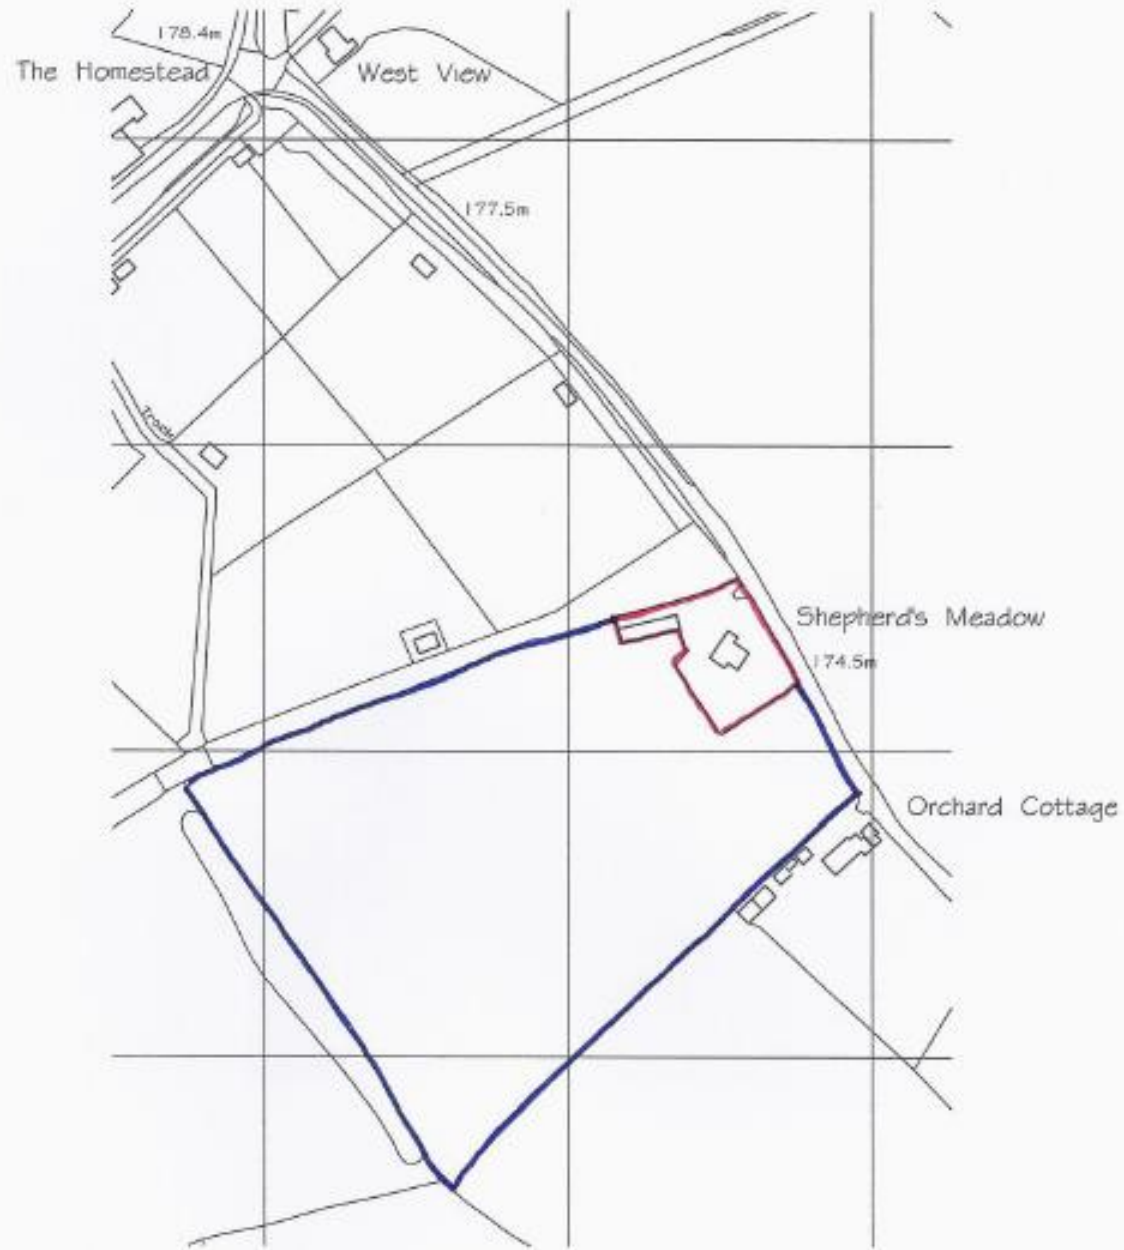 178.4m
The Homestead
West View
177.5m
Track
Shepherd's Meadow
174.5m
Orchard Cottage